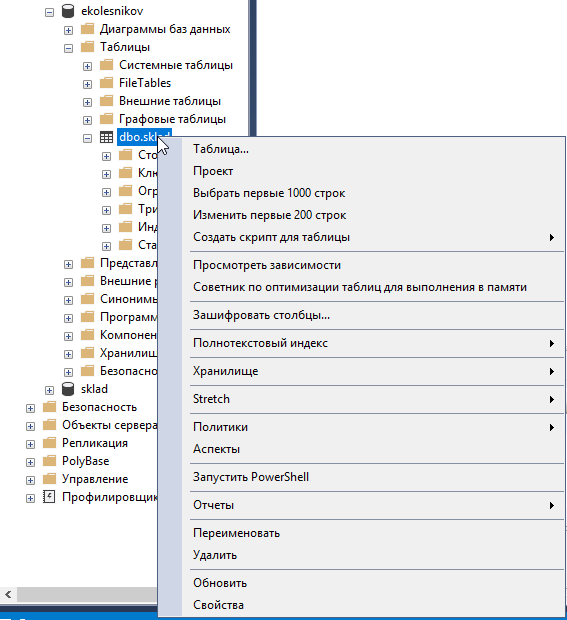 ekolesnikov
Диаграммы баз данных
Таблицы
Системные таблицы
FileTables
Внешние таблицы
Графовые таблицы
dbo.sklad
Сто
Клю
Огр
Три
Инд
Ста
Представл
Внешние р
Синонимы
Програм
Компонен
Хранилищ
Безопасно
sklad
Безопасность
Объекты сервера
Репликация
PolyBase
Управление
Профилировщик
Таблица...
Проект
Выбрать первые 1000 строк
Изменить первые 200 строк
Создать скрипт для таблицы
Просмотреть зависимости
Советник по оптимизации таблиц для выполнения в памяти
Зашифровать столбцы...
Полнотекстовый индекс
Хранилище
Stretch
Политики
Аспекты
Запустить PowerShell
Отчеты
Переименовать
Удалить
Обновить
Свойства